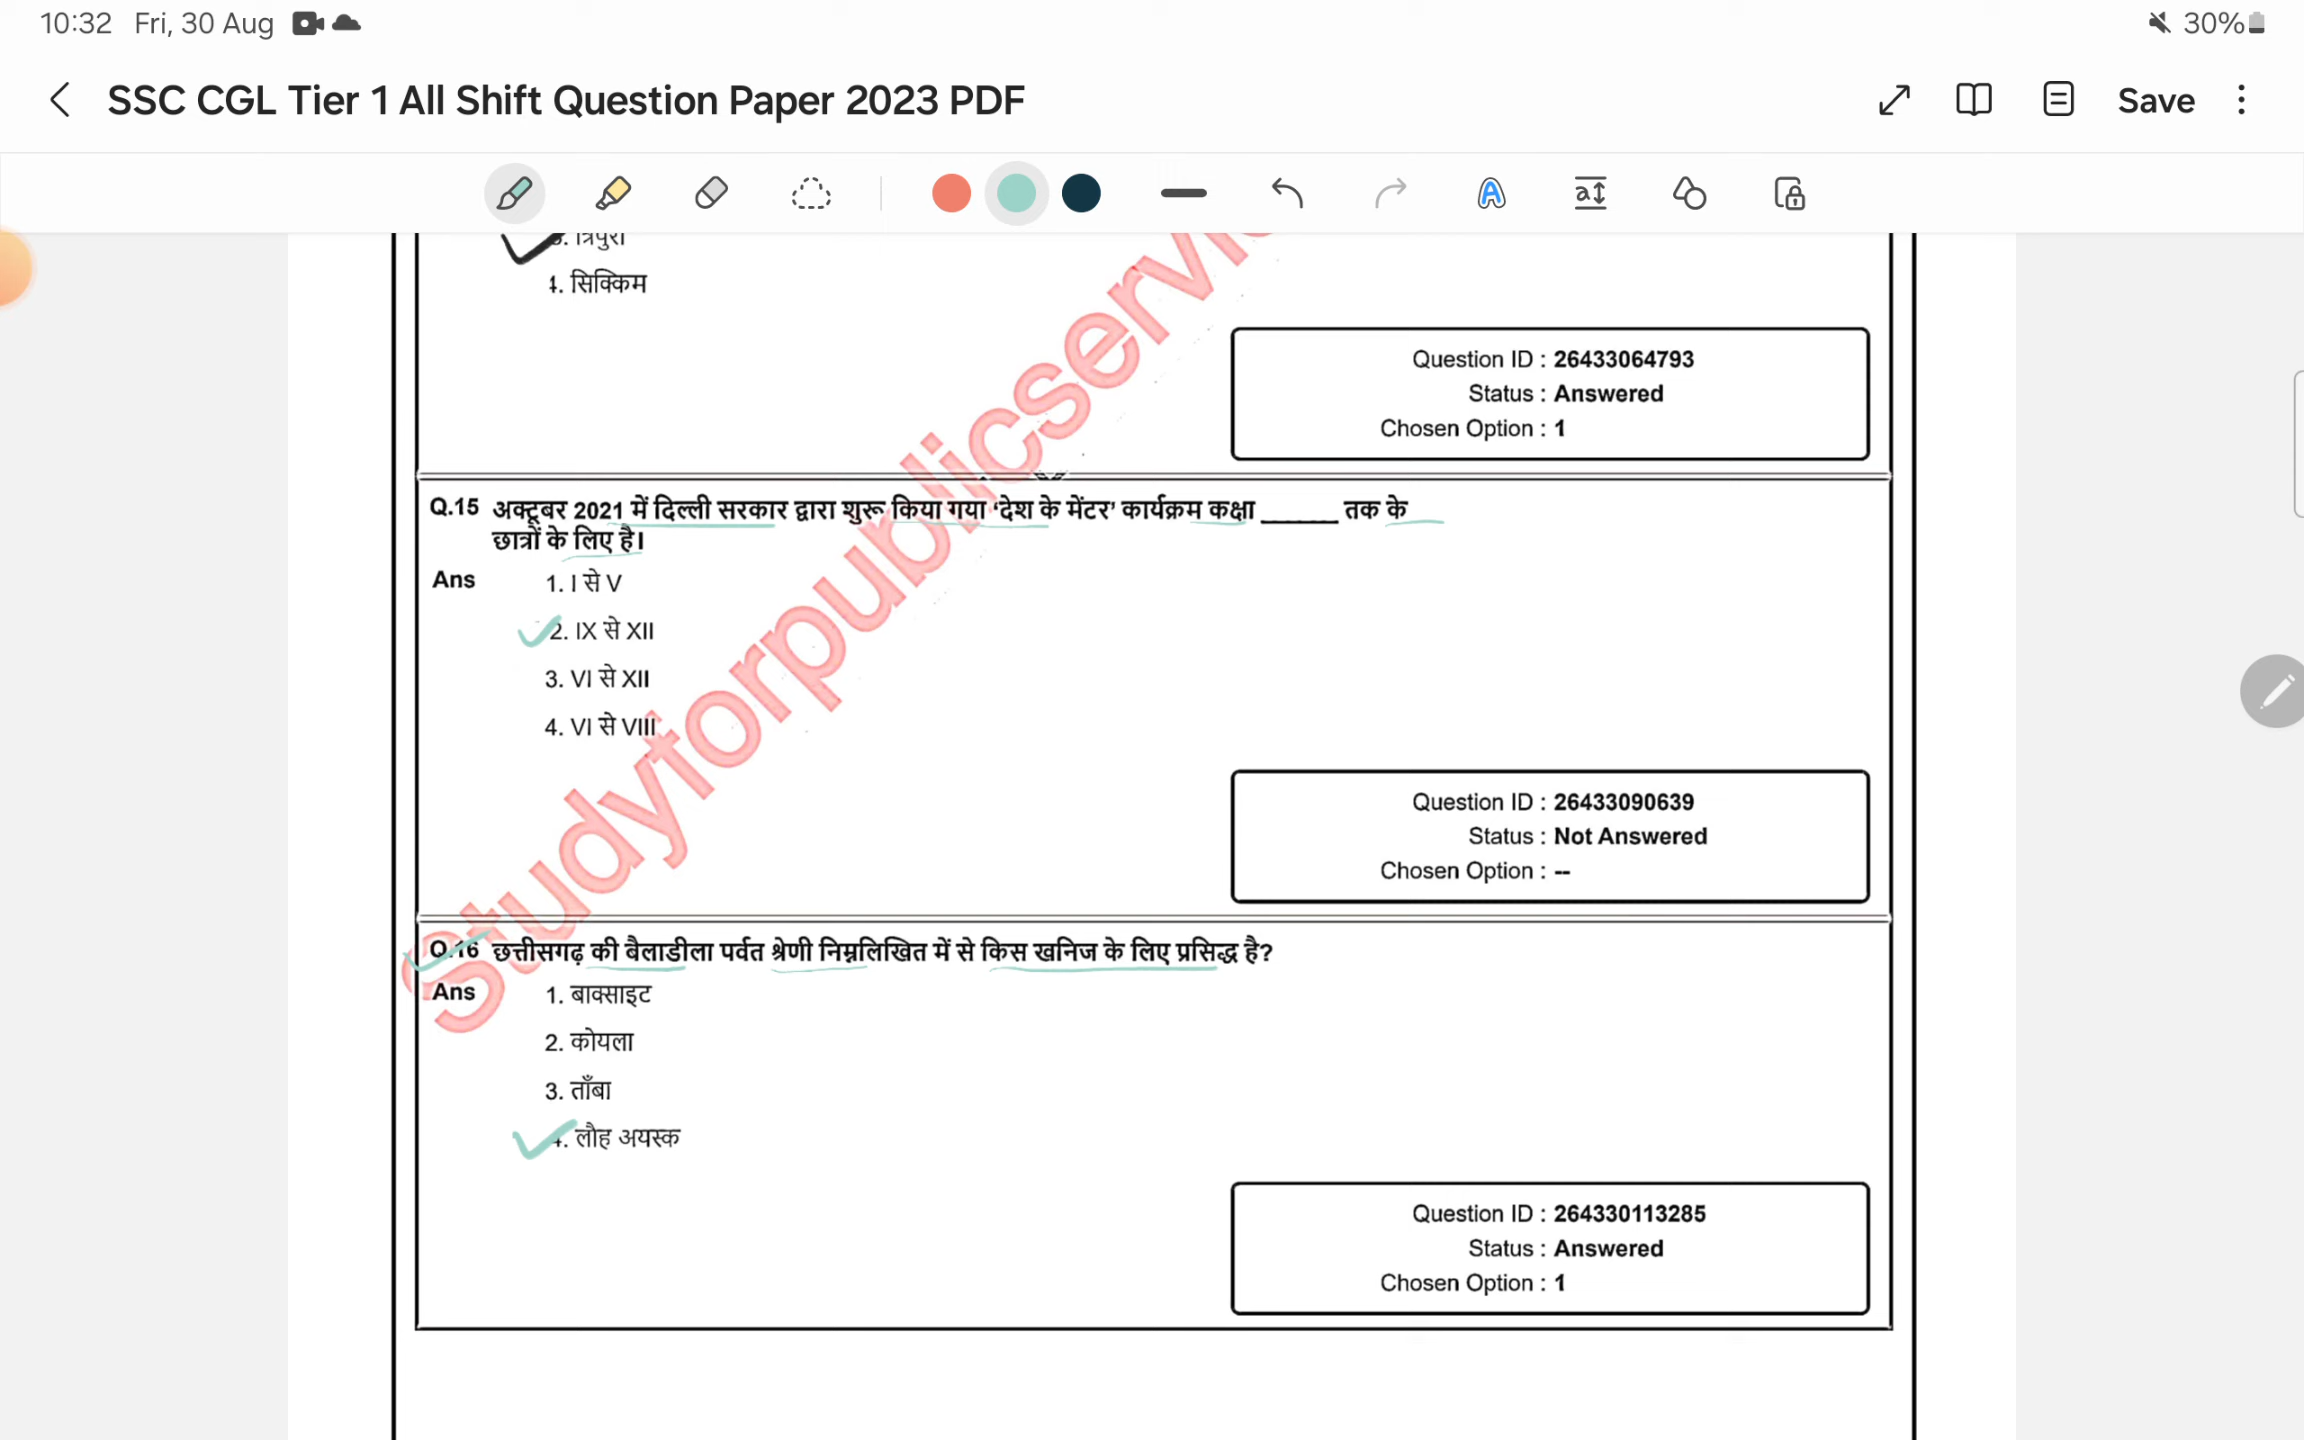 10:32 Fri, 30 Aug
30%
SSC CGL Tier 1 All Shift Question Paper 2023 PDF
Save
3. त्रिपुरा
4. सिक्किम
Question ID : 26433064793
Status : Answered
Chosen Option : 1
Q.15 अक्टूबर 2021 में दिल्ली सरकार द्वारा शुरू किया गया ‘देश के मेंटर’ कार्यक्रम कक्षा ______ तक के
छात्रों के लिए है।
Ans
1. I से V
2. IX से XII
3. VI से XII
4. VI से VIII
Question ID : 26433090639
Status : Not Answered
Chosen Option : --
Q.16 छत्तीसगढ़ की बैलाडीला पर्वत श्रेणी निम्नलिखित में से किस खनिज के लिए प्रसिद्ध है?
Ans
1. बाक्साइट
2. कोयला
3. ताँबा
4. लौह अयस्क
Question ID : 264330113285
Status : Answered
Chosen Option : 1
Studyforpublicservi